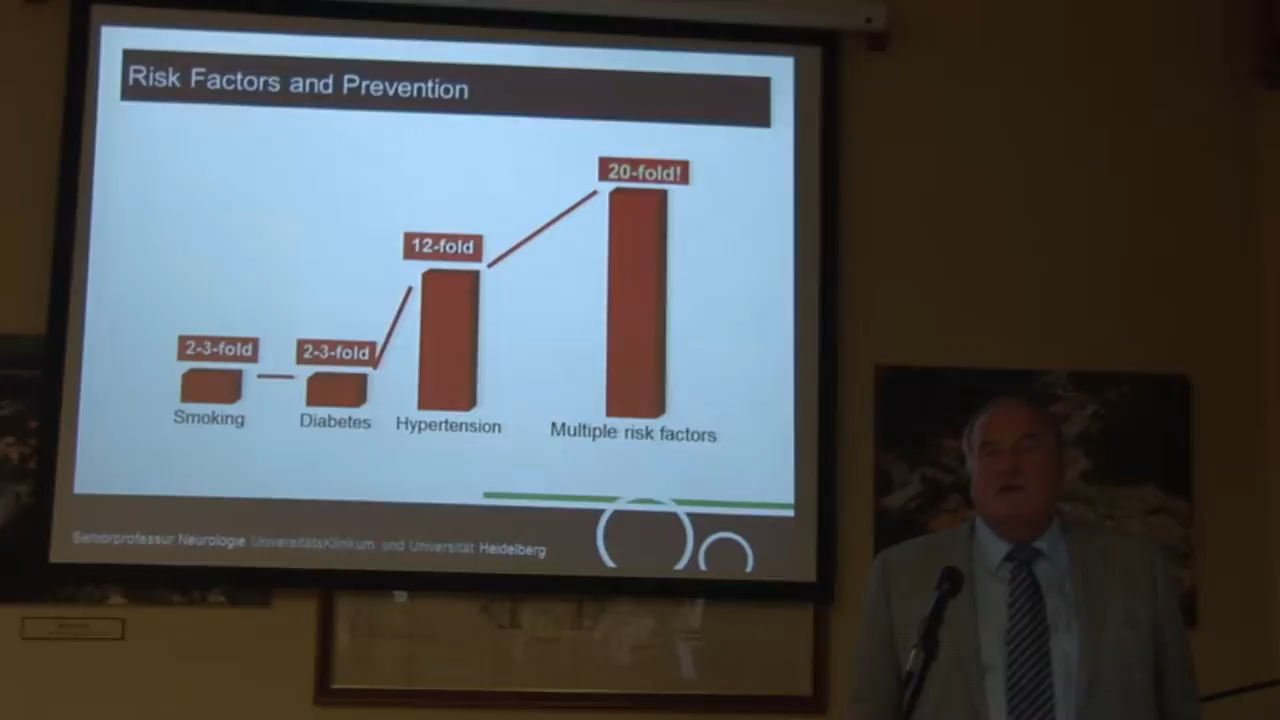 Risk Factors and Prevention
20-fold!
12-fold
2-3-fold
2-3-fold
Smoking
Diabetes
Hypertension
Multiple risk factors
Seniorprofessur Neurologie UniversitätsKlinikum und Universität Heidelberg